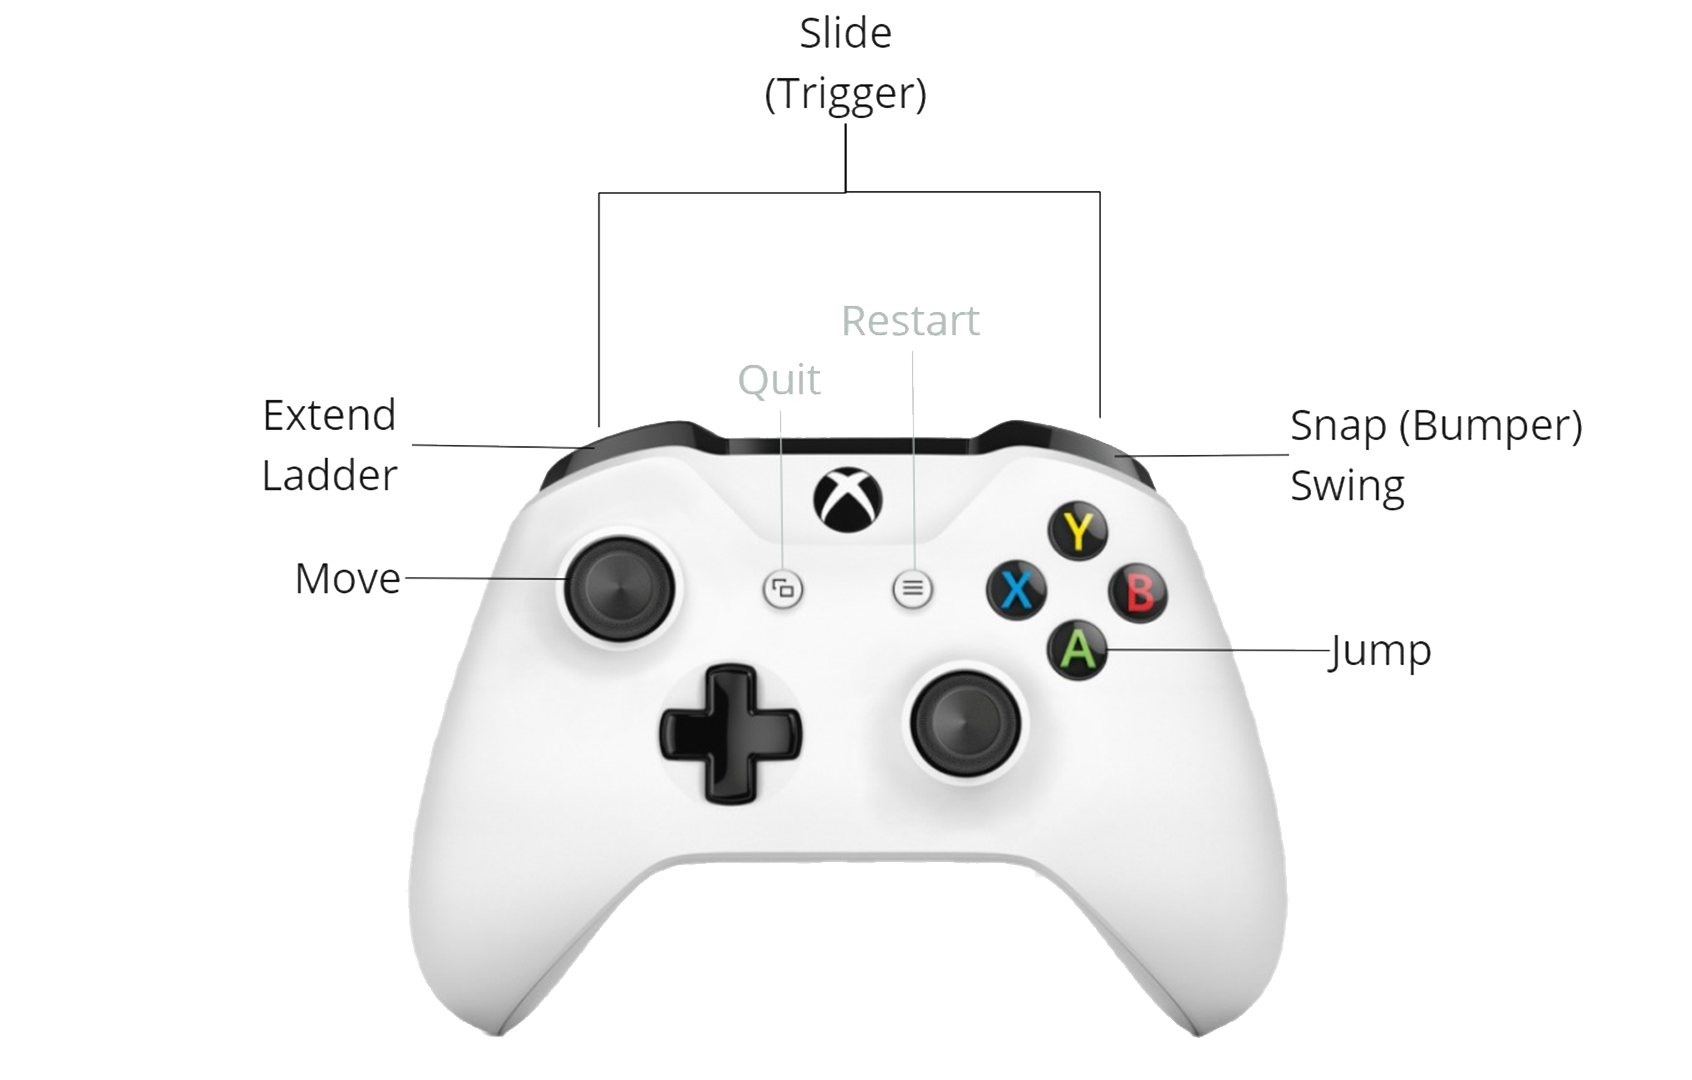 Slide
(Trigger)
Restart
Quit
Extend
Ladder
Snap (Bumper)
Swing
Move
Jump
Y
X
B
A